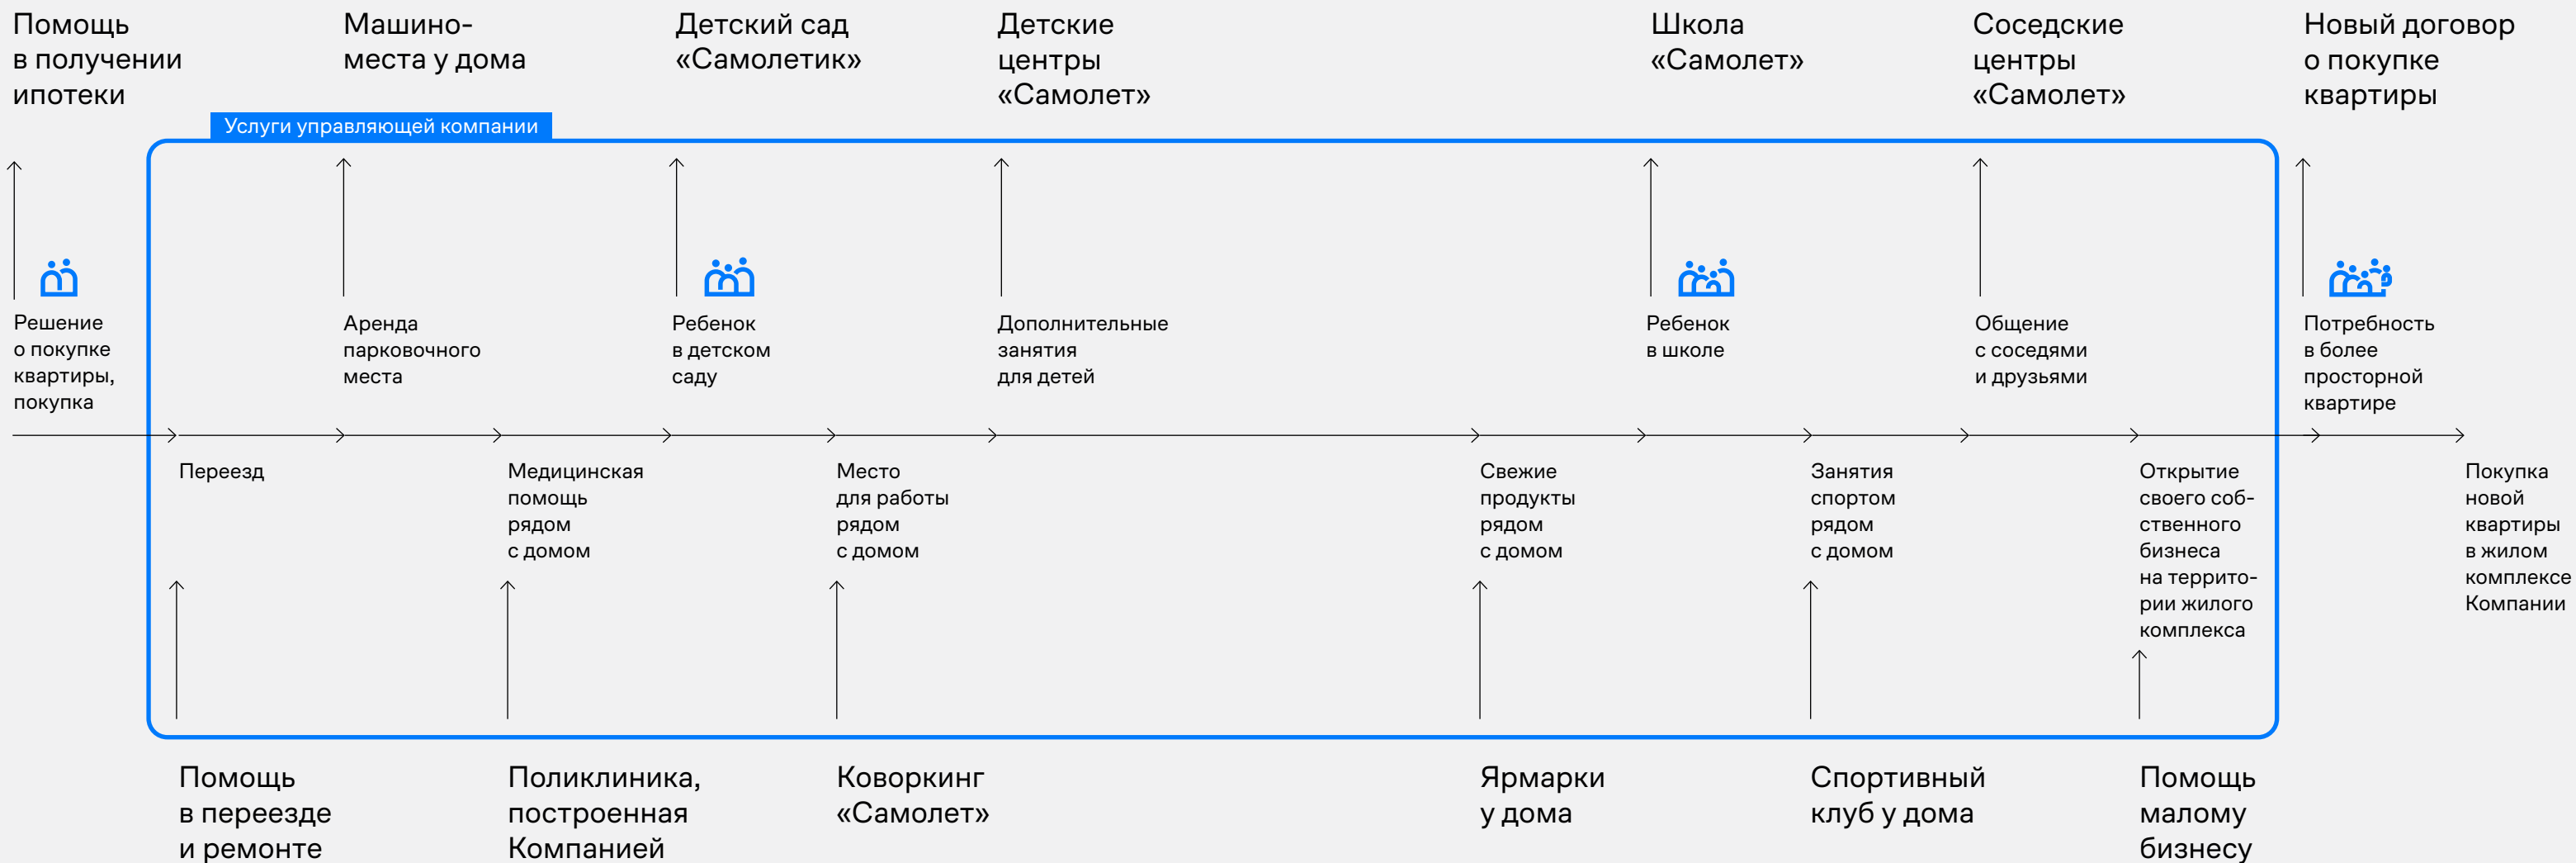 Помощь
в получении
ипотеки
Машино-
места у дома
Детский сад
«Самолетик»
Детские
центры
«Самолет»
Школа
«Самолет»
Соседские
центры
«Самолет»
Новый договор
о покупке
квартиры
Услуги управляющей компании
Решение
о покупке
квартиры,
покупка
Аренда
парковочного
места
Ребенок
в детском
саду
Дополнительные
занятия
для детей
Ребенок
в школе
Общение
с соседями
и друзьями
Потребность
в более
просторной
квартире
Переезд
Медицинская
помощь
рядом
с домом
Место
для работы
рядом
с домом
Свежие
продукты
рядом
с домом
Занятия
спортом
рядом
с домом
Открытие
своего соб-
ственного
бизнеса
на террито-
рии жилого
комплекса
Покупка
новой
квартиры
в жилом
комплексе
Компании
Помощь
в переезде
и ремонте
Поликлиника,
построенная
Компанией
Коворкинг
«Самолет»
Ярмарки
у дома
Спортивный
клуб у дома
Помощь
малому
бизнесу